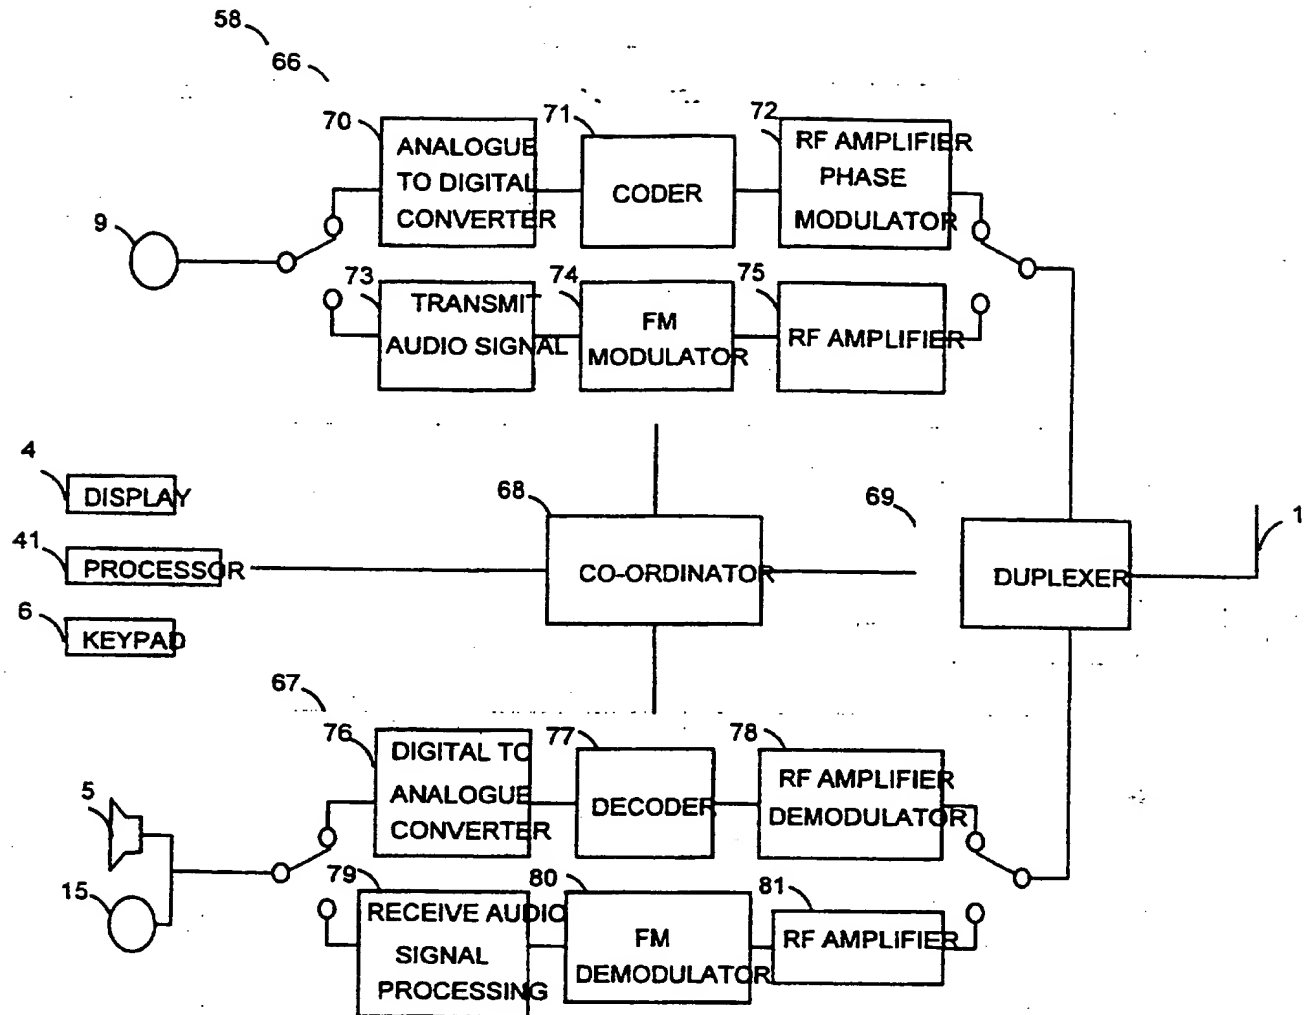 58
66
70
71
72
ANALOGUE
TO DIGITAL
CONVERTER
CODER
RF AMPLIFIER
PHASE
MODULATOR
9
73
74
75
TRANSMIT
AUDIO SIGNAL
FM
MODULATOR
RF AMPLIFIER
4
DISPLAY
41
PROCESSOR
6
KEYPAD
68
CO-ORDINATOR
69
DUPLEXER
1
67
76
77
78
DIGITAL TO
ANALOGUE
CONVERTER
DECODER
RF AMPLIFIER
DEMODULATOR
5
15
79
80
81
RECEIVE AUDIO
SIGNAL
PROCESSING
FM
DEMODULATOR
RF AMPLIFIER